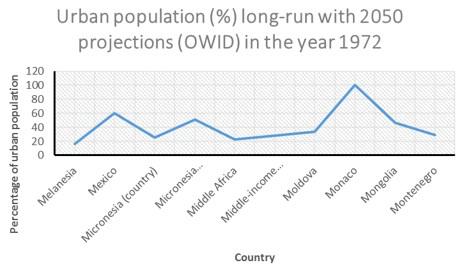 Urban population (%) long-run with 2050
projections (OWID) in the year 1972
Percentage of urban population
120
100
80
60
40
20
0
Melanesia
Mexico
Micronesia (country)
Micronesia...
Middle Africa
Middle-income...
Moldova
Monaco
Mongolia
Montenegro
Country